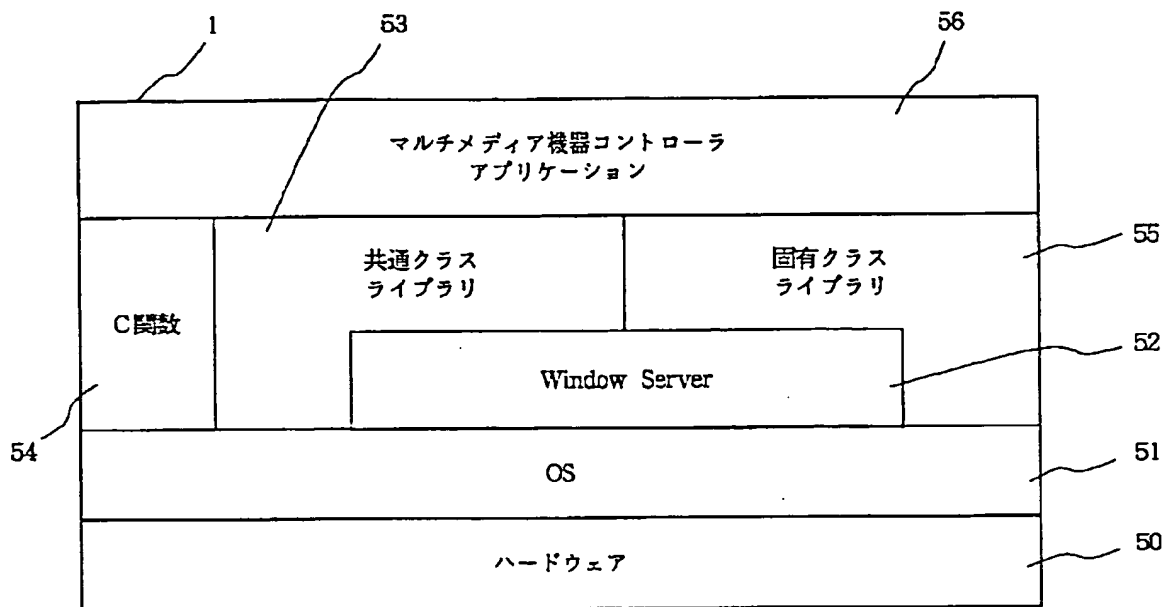 1
53
56
マルチメディア機器コントローラ
アプリケーション
55
共通クラス
ライブラリ
固有クラス
ライブラリ
C関数
52
Window Server
54
51
OS
50
ハードウェア